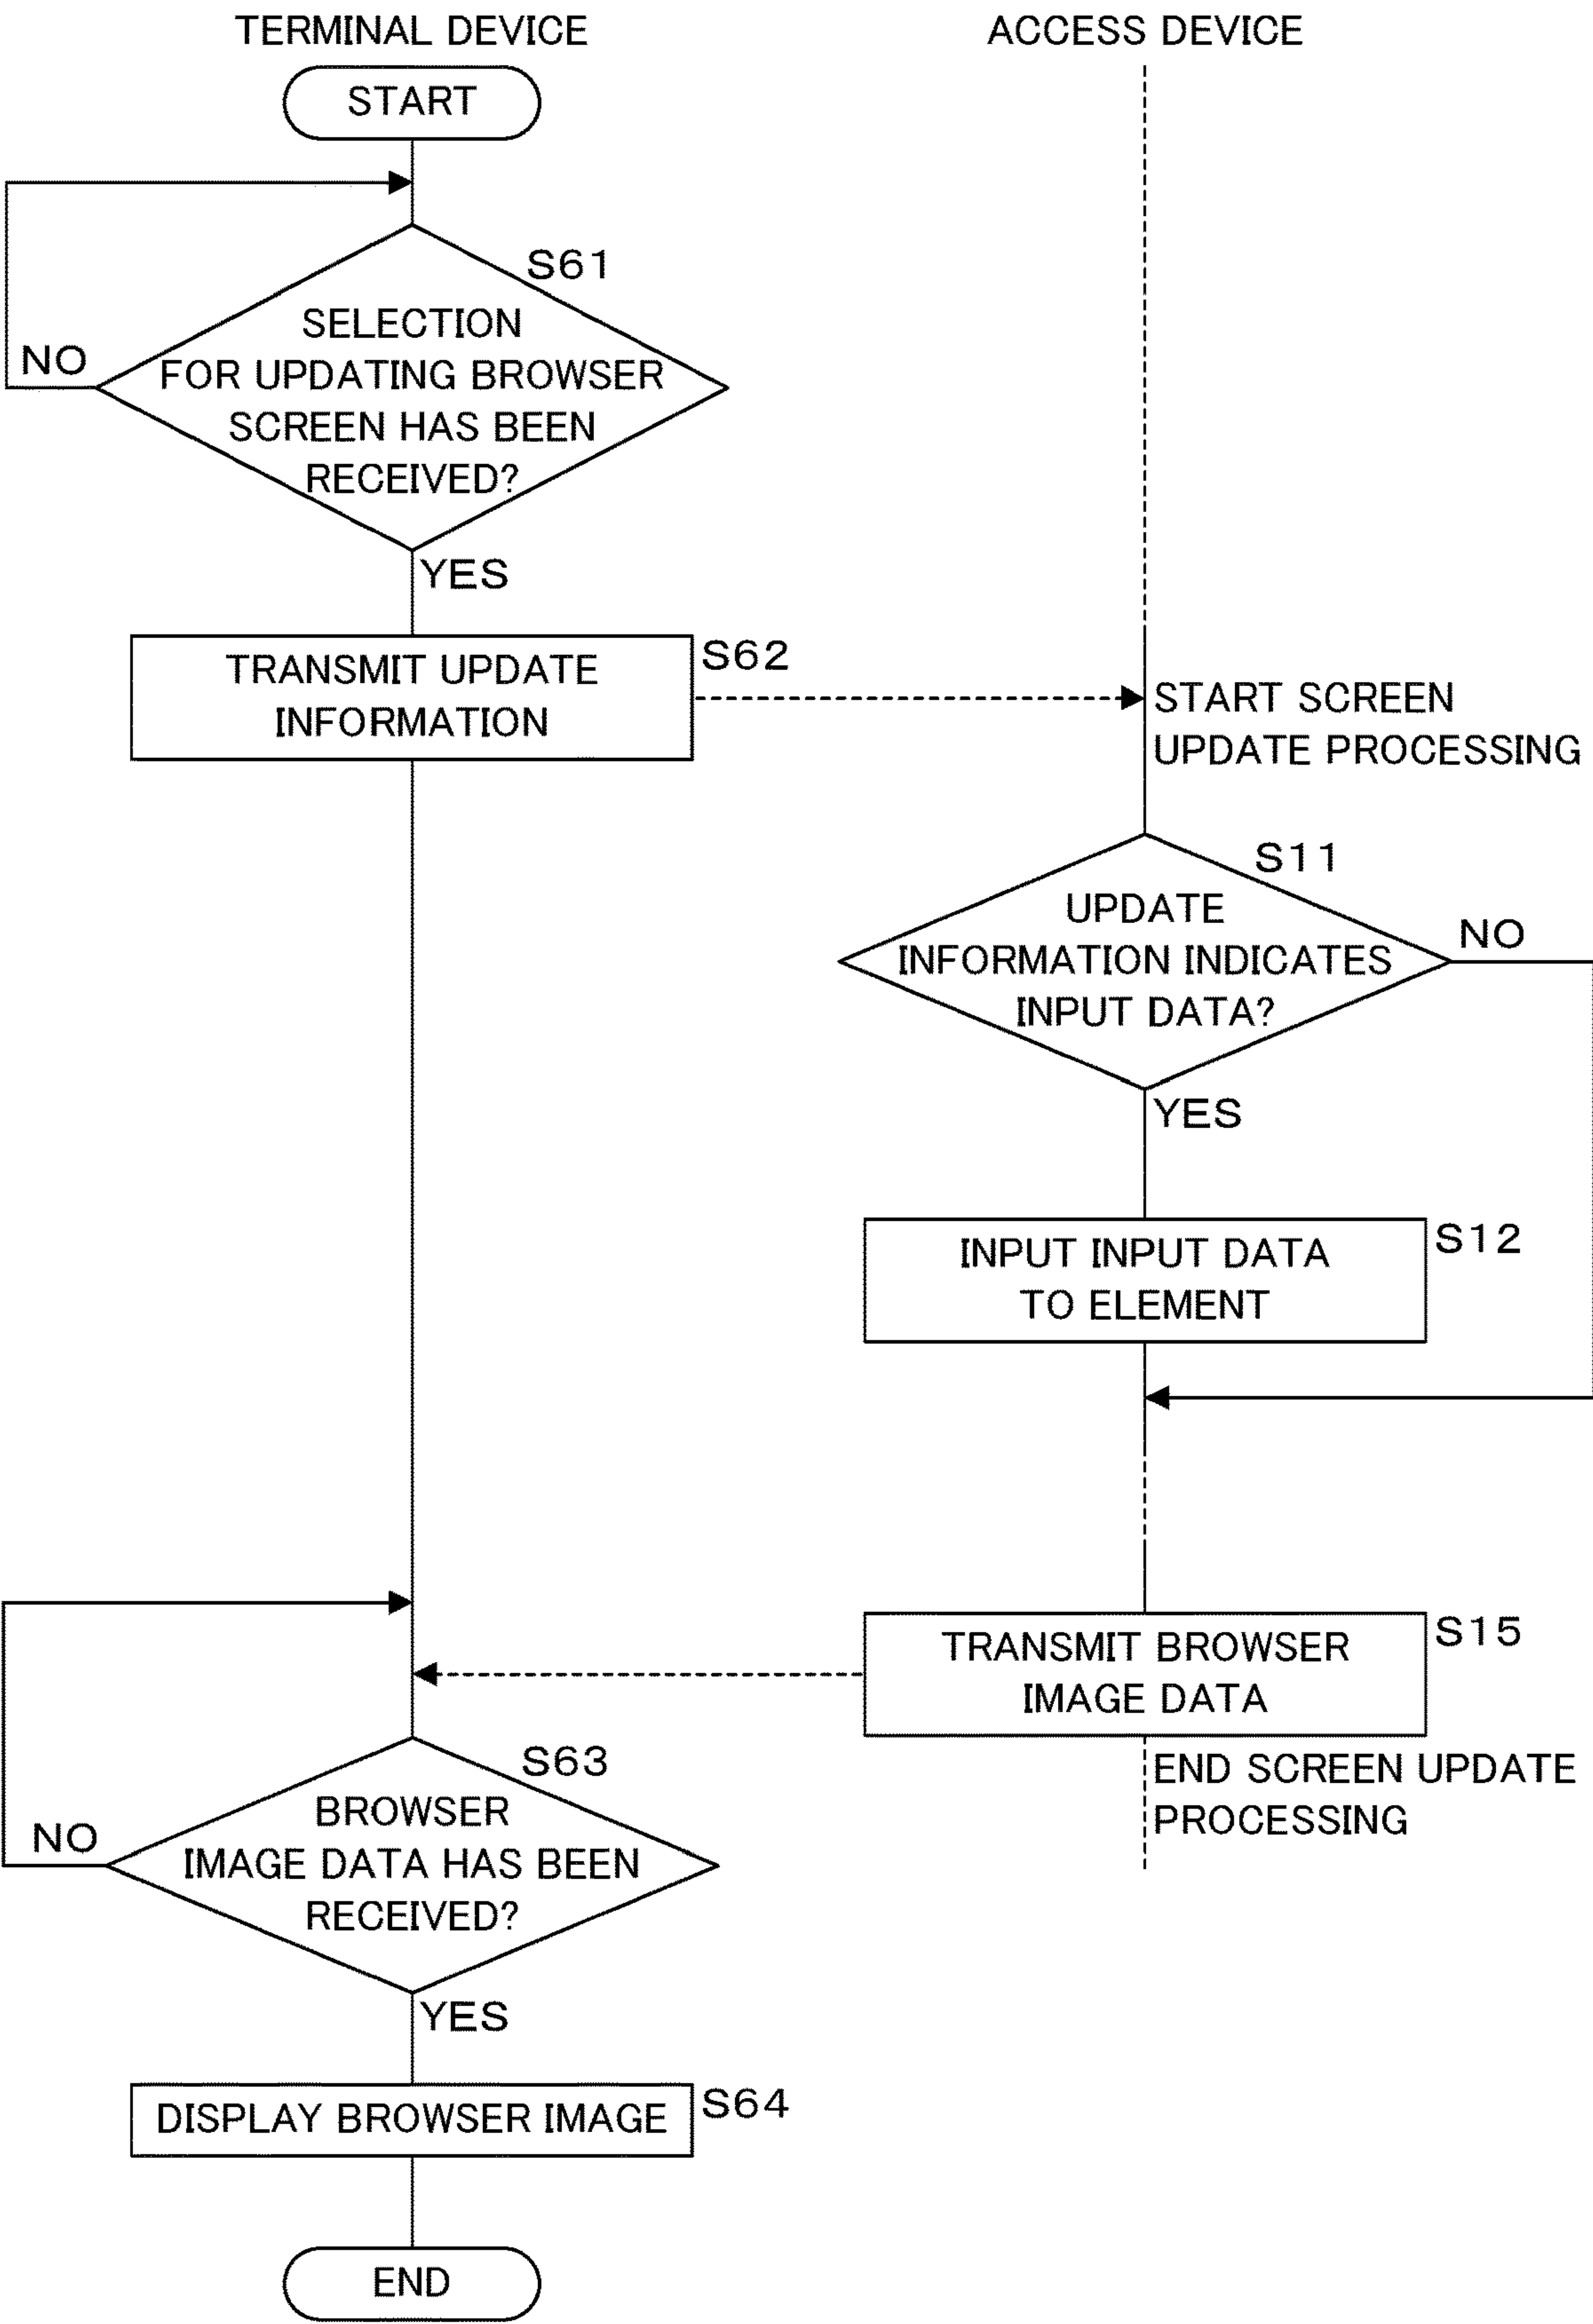 TERMINAL DEVICE
ACCESS DEVICE
START
S61
SELECTION
FOR UPDATING BROWSER
SCREEN HAS BEEN
RECEIVED?
NO
YES
TRANSMIT UPDATE
INFORMATION
S62
START SCREEN
UPDATE PROCESSING
S11
UPDATE
INFORMATION INDICATES
INPUT DATA?
NO
YES
INPUT INPUT DATA
TO ELEMENT
S12
TRANSMIT BROWSER
IMAGE DATA
S15
END SCREEN UPDATE
PROCESSING
S63
BROWSER
IMAGE DATA HAS BEEN
RECEIVED?
NO
YES
DISPLAY BROWSER IMAGE
S64
END